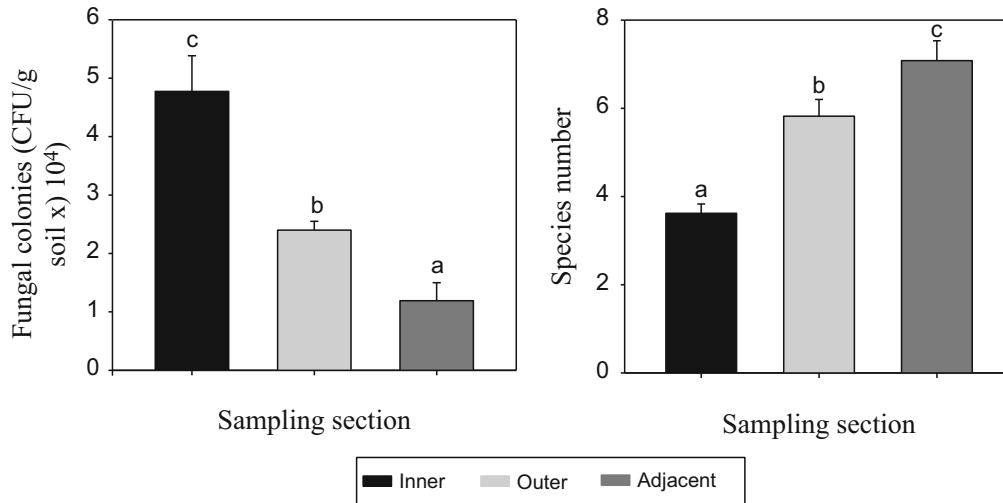 Fungal colonies (CFU/g
soil x) 10⁴)
6
5
4
3
2
1
0
c
b
a
Sampling section
Species number
8
6
4
2
0
a
b
c
Sampling section
Inner
Outer
Adjacent